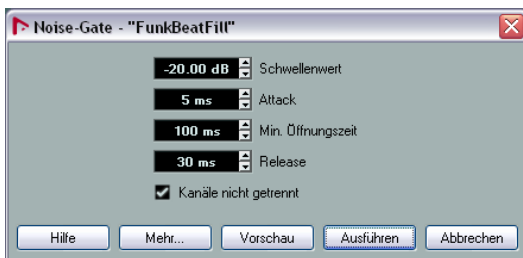 Noise-Gate - "FunkBeatFill"
-20.00 dB Schwellenwert
5 ms Attack
100 ms Min. Öffnungszeit
30 ms Release
Kanäle nicht getrennt
Hilfe Mehr... Vorschau Ausführen Abbrechen